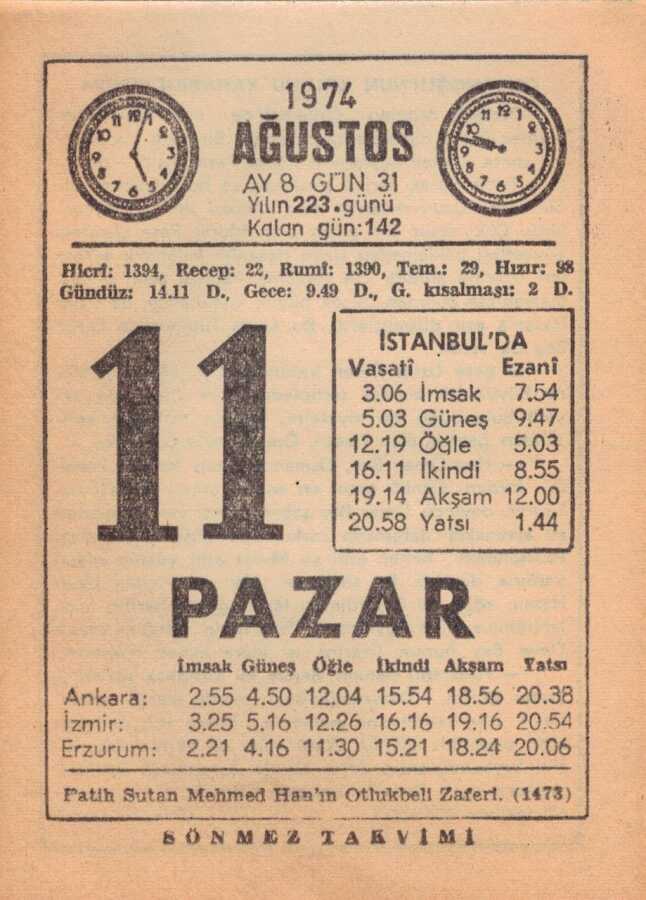 1974
AĞUSTOS
AY 8 GÜN 31
Yılın 223. günü
Kalan gün: 142
Hicrî: 1394, Recep: 22, Rumî: 1390, Tem.: 29, Hızır: 98
Gündüz: 14.11 D., Gece: 9.49 D., G. kısalması: 2 D.
11
İSTANBUL'DA
Vasatî Ezanî
3.06 İmsak 7.54
5.03 Güneş 9.47
12.19 Öğle 5.03
16.11 İkindi 8.55
19.14 Akşam 12.00
20.58 Yatsı 1.44
PAZAR
İmsak Güneş Öğle İkindi Akşam Yatsı
Ankara: 2.55 4.50 12.04 15.54 18.56 20.38
İzmir: 3.25 5.16 12.26 16.16 19.16 20.54
Erzurum: 2.21 4.16 11.30 15.21 18.24 20.06
Fatih Sutan Mehmed Han'ın Otlukbeli Zaferi. (1473)
SÖNMEZ TAKVİMİ